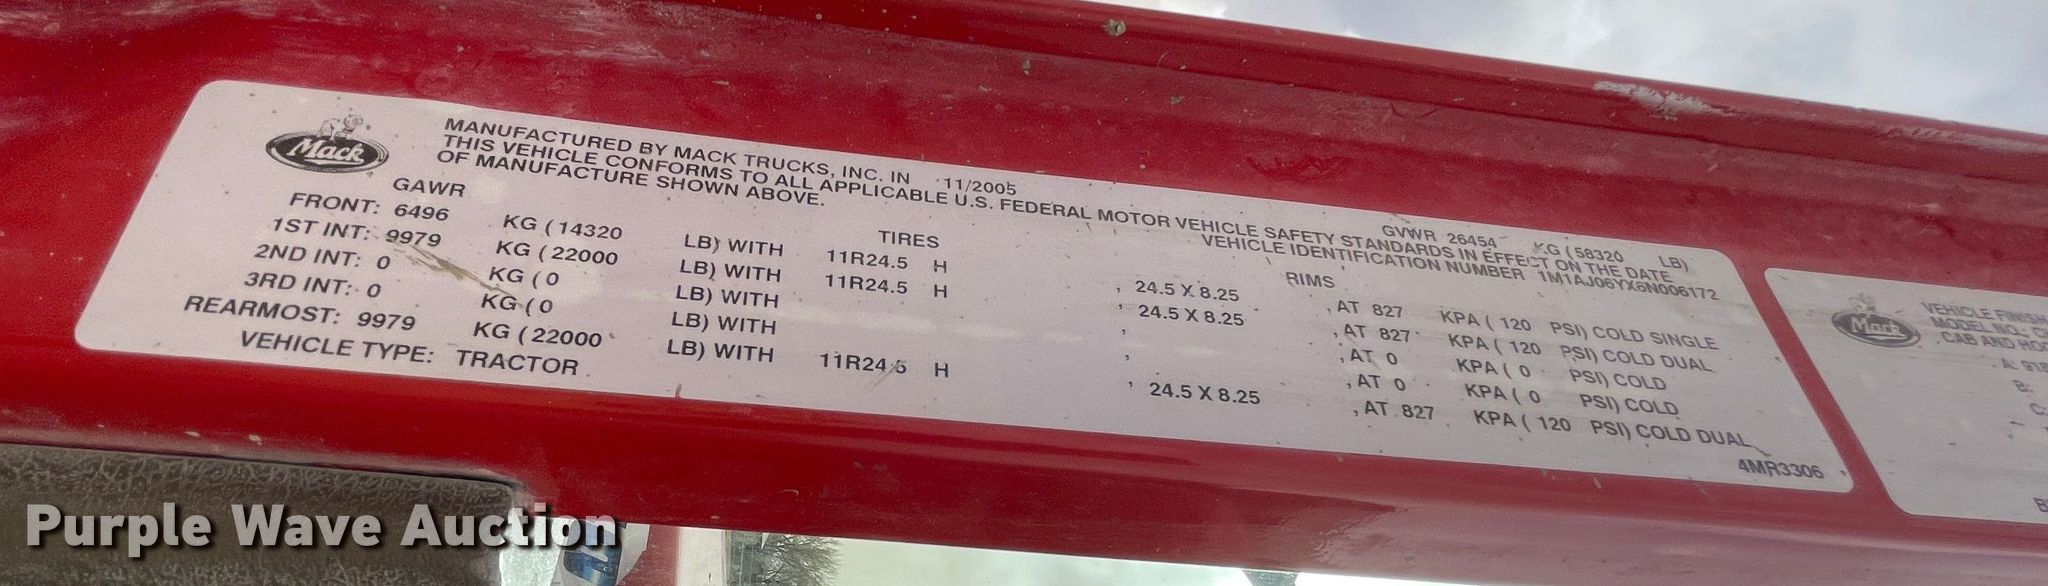 Mack
MANUFACTURED BY MACK TRUCKS, INC. IN 11/2005 GVWR 26454 KG (58320 LB)
THIS VEHICLE CONFORMS TO ALL APPLICABLE U.S. FEDERAL MOTOR VEHICLE SAFETY STANDARDS IN EFFECT ON THE DATE
OF MANUFACTURE SHOWN ABOVE. VEHICLE IDENTIFICATION NUMBER 1M1AJ06YX6N006172
GAWR TIRES RIMS
FRONT: 6496 KG (14320 LB) WITH 11R24.5 H , 24.5 X 8.25 , AT 827 KPA ( 120 PSI) COLD SINGLE
1ST INT: 9979 KG (22000 LB) WITH 11R24.5 H , 24.5 X 8.25 , AT 827 KPA ( 120 PSI) COLD DUAL
2ND INT: 0 KG (0 LB) WITH , , AT 0 KPA ( 0 PSI) COLD
3RD INT: 0 KG (0 LB) WITH , , AT 0 KPA ( 0 PSI) COLD
REARMOST: 9979 KG (22000 LB) WITH 11R24.5 H , 24.5 X 8.25 , AT 827 KPA ( 120 PSI) COLD DUAL
VEHICLE TYPE: TRACTOR
4MR3306
Mack
VEHICLE FINISH
MODEL NO.:
CAB AND
A:
B:
C:
Purple Wave Auction